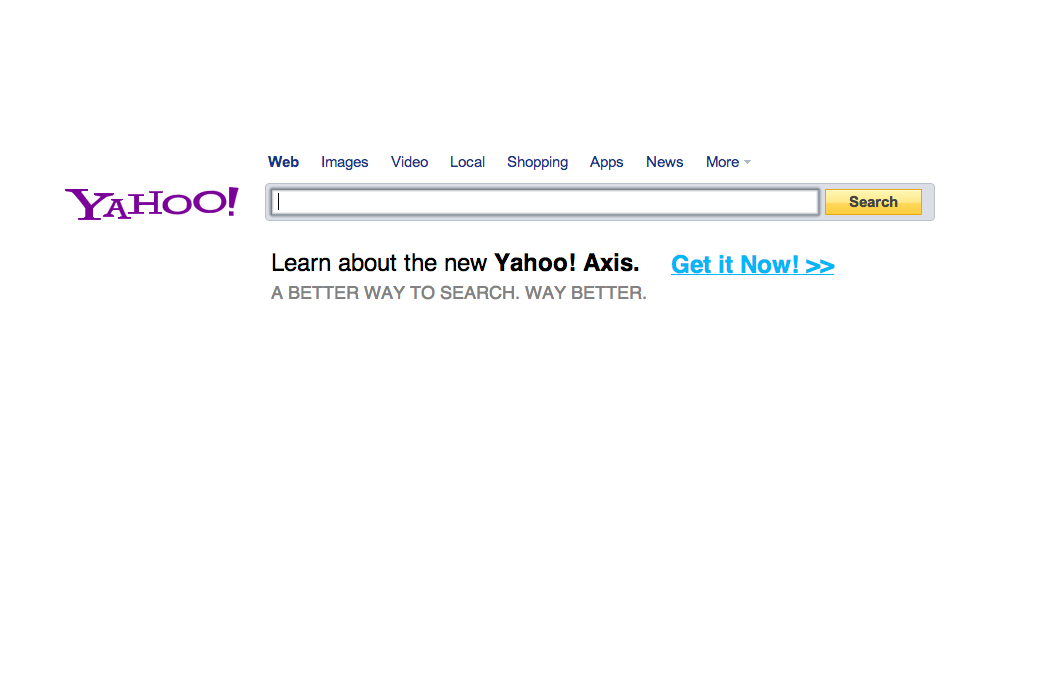 Web Images Video Local Shopping Apps News More
YAHOO! Search
Learn about the new Yahoo! Axis. Get it Now! >>
A BETTER WAY TO SEARCH. WAY BETTER.